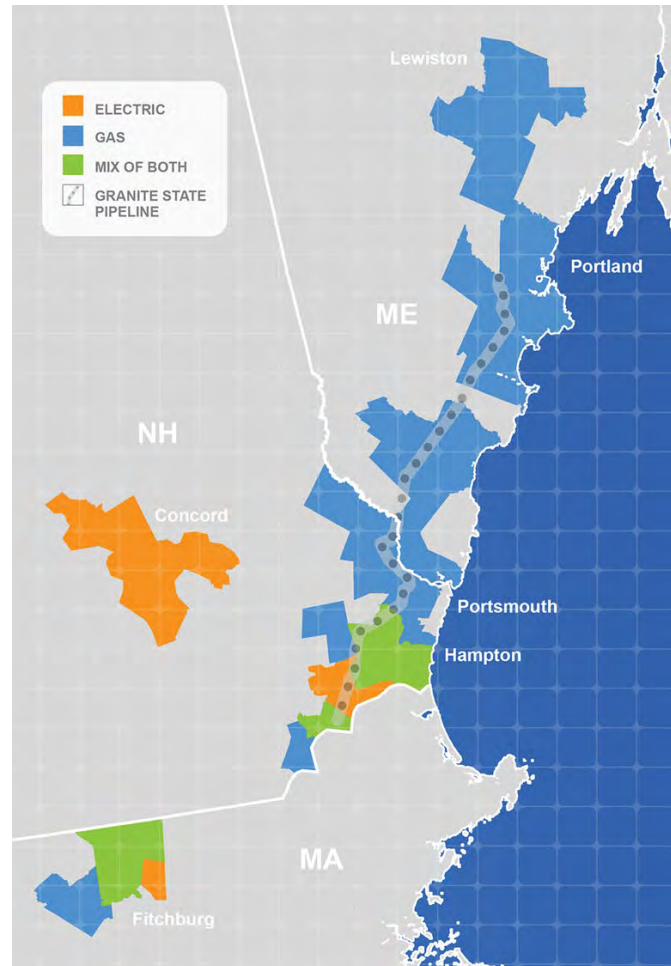 Lewiston
ELECTRIC
GAS
MIX OF BOTH
GRANITE STATE
PIPELINE
Portland
ME
NH
Concord
Portsmouth
Hampton
MA
Fitchburg